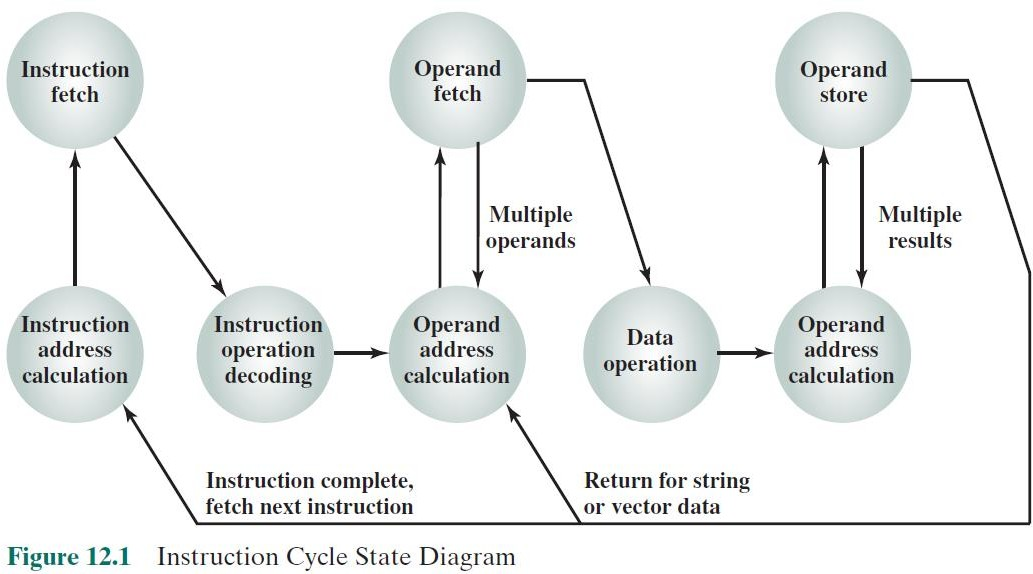 Instruction
fetch
Operand
fetch
Operand
store
Multiple
operands
Multiple
results
Instruction
address
calculation
Instruction
operation
decoding
Operand
address
calculation
Data
operation
Operand
address
calculation
Instruction complete,
fetch next instruction
Return for string
or vector data
Figure 12.1 Instruction Cycle State Diagram